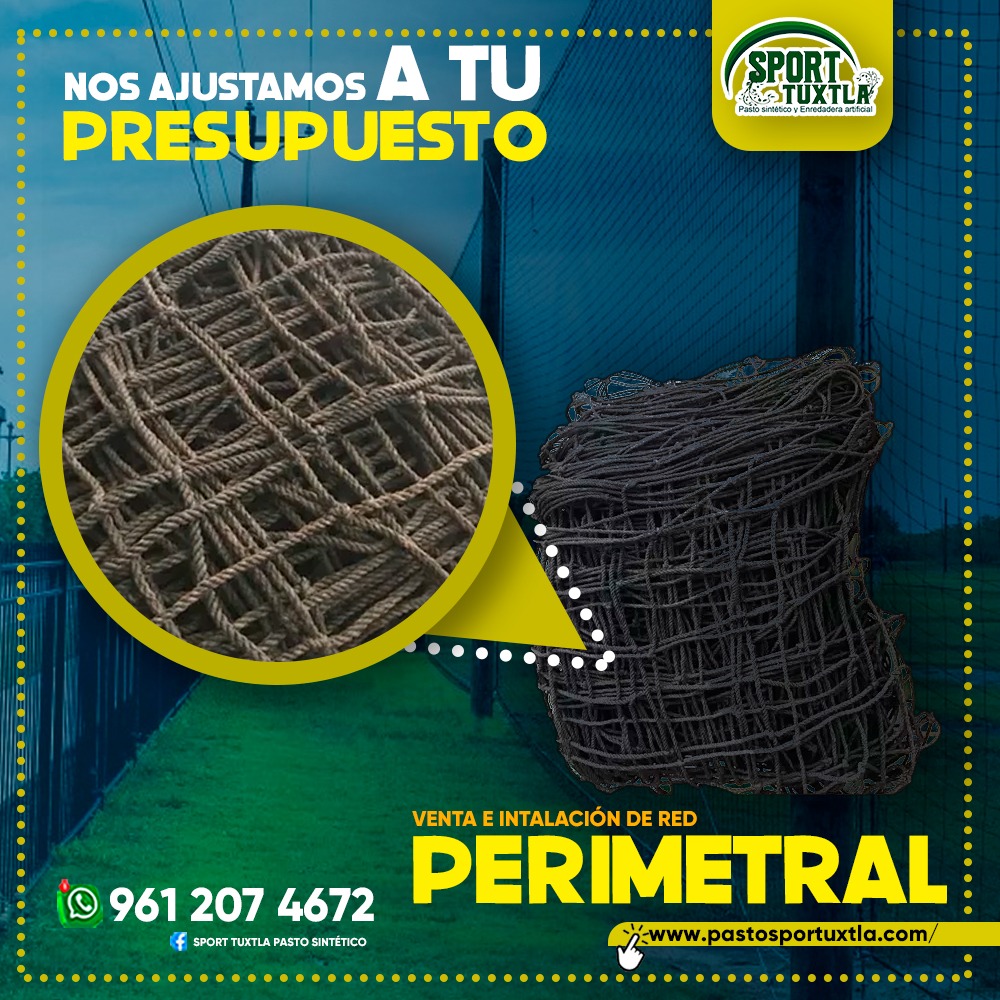 NOS AJUSTAMOS A TU
PRESUPUESTO
SPORT
TUXTLA
Pasto sintético y Enredadera artificial
VENTA E INTALACIÓN DE RED
PERIMETRAL
961 207 4672
SPORT TUXTLA PASTO SINTÉTICO
www.pastosportuxtla.com/